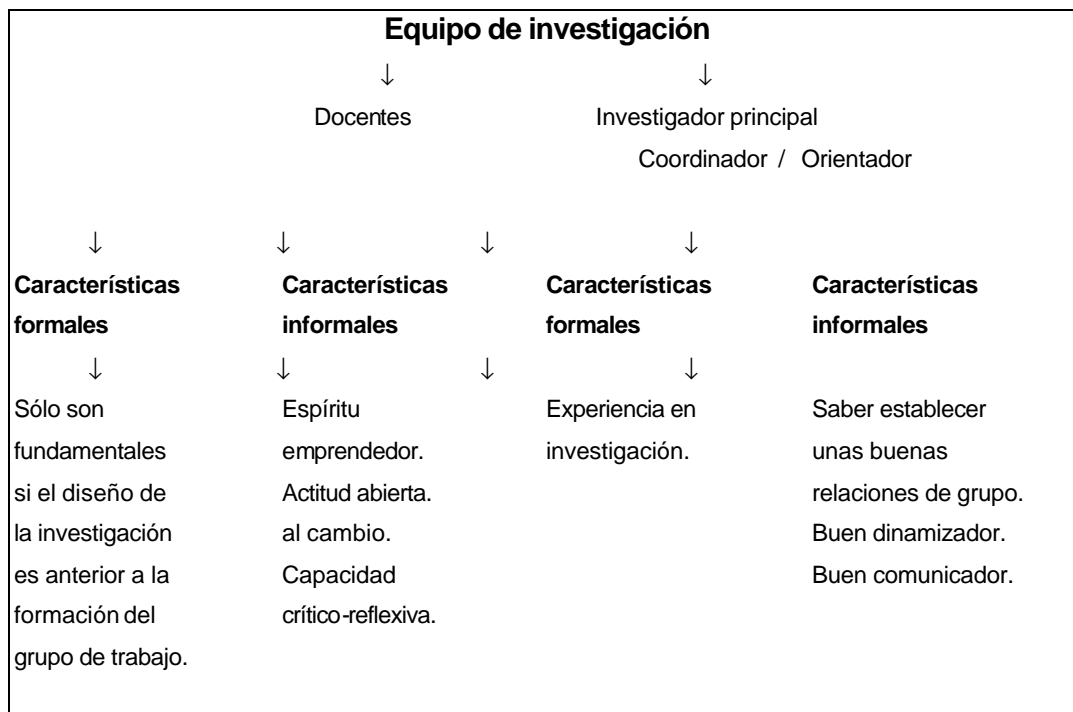 Equipo de investigación
↓ ↓
Docentes Investigador principal
Coordinador / Orientador
↓ ↓ ↓ ↓
Características Características Características Características
formales informales formales informales
↓ ↓ ↓ ↓
Sólo son Espíritu Experiencia en Saber establecer
fundamentales emprendedor. investigación. unas buenas
si el diseño de Actitud abierta. relaciones de grupo.
la investigación al cambio. Buen dinamizador.
es anterior a la Capacidad Buen comunicador.
formación del crítico-reflexiva.
grupo de trabajo.